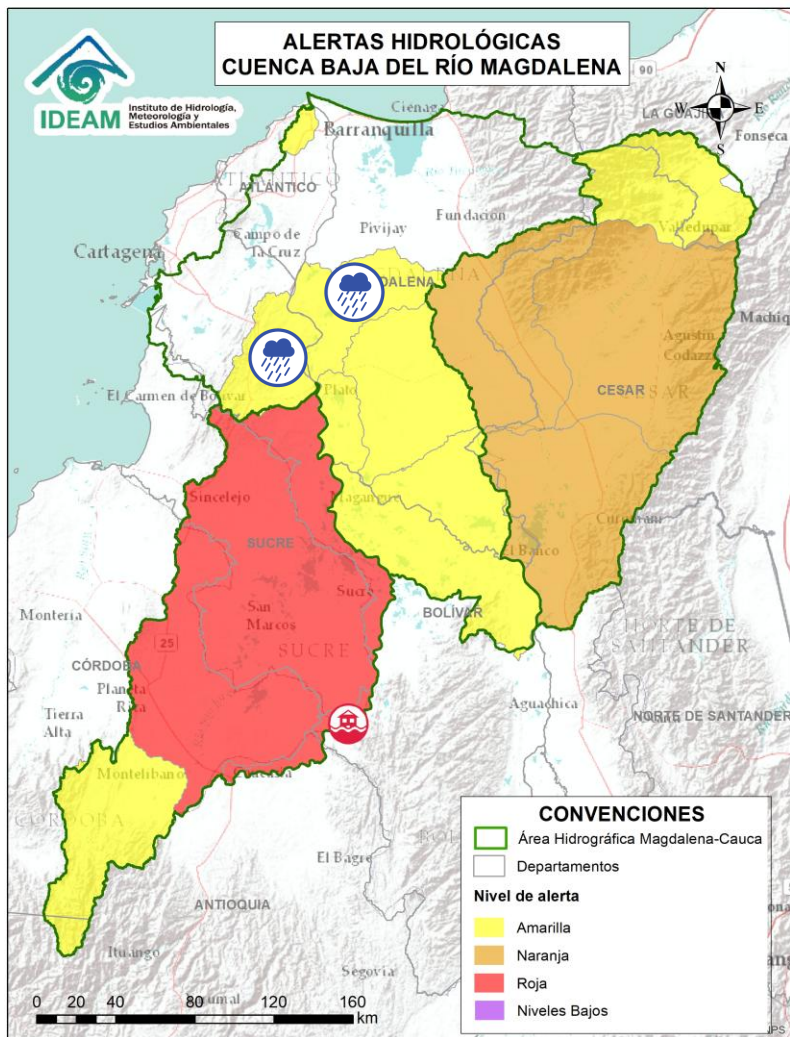 ALERTAS HIDROLÓGICAS
CUENCA BAJA DEL RÍO MAGDALENA
IDEAM
Instituto de Hidrología,
Meteorología y
Estudios Ambientales
N
W
E
S
90
LA GUAJIRA
Fonseca
Ciénaga
Barranquilla
ATLÁNTICO
Fundación
Pivijay
Valledupar
Campo de
la Cruz
Cartagena
Machiq
Agustín
Codazzi
CESAR
El Carmen de Bolívar
Plato
Sincelejo
Magangué
SUCRE
El Banco
Sucre
San
Marcos
SUCRE
BOLÍVAR
Montería
NORTE DE
SANTANDER
25
CÓRDOBA
Planeta
Rica
Tierra
Alta
Aguachica
NORTE DE SANTANDER
Montelíbano
El Bagre
ANTIOQUIA
Ituango
Segovia
0 20 40 80 120 160
km
CONVENCIONES
Área Hidrográfica Magdalena-Cauca
Departamentos
Nivel de alerta
Amarilla
Naranja
Roja
Niveles Bajos